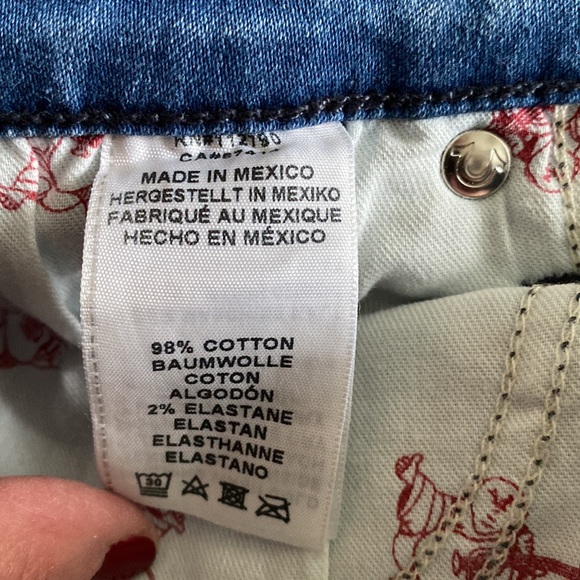 MADE IN MEXICO
HERGESTELLT IN MEXIKO
FABRIQUÉ AU MEXIQUE
HECHO EN MÉXICO
98% COTTON
BAUMWOLLE
COTON
ALGODÓN
2% ELASTANE
ELASTAN
ELASTHANNE
ELASTANO
30